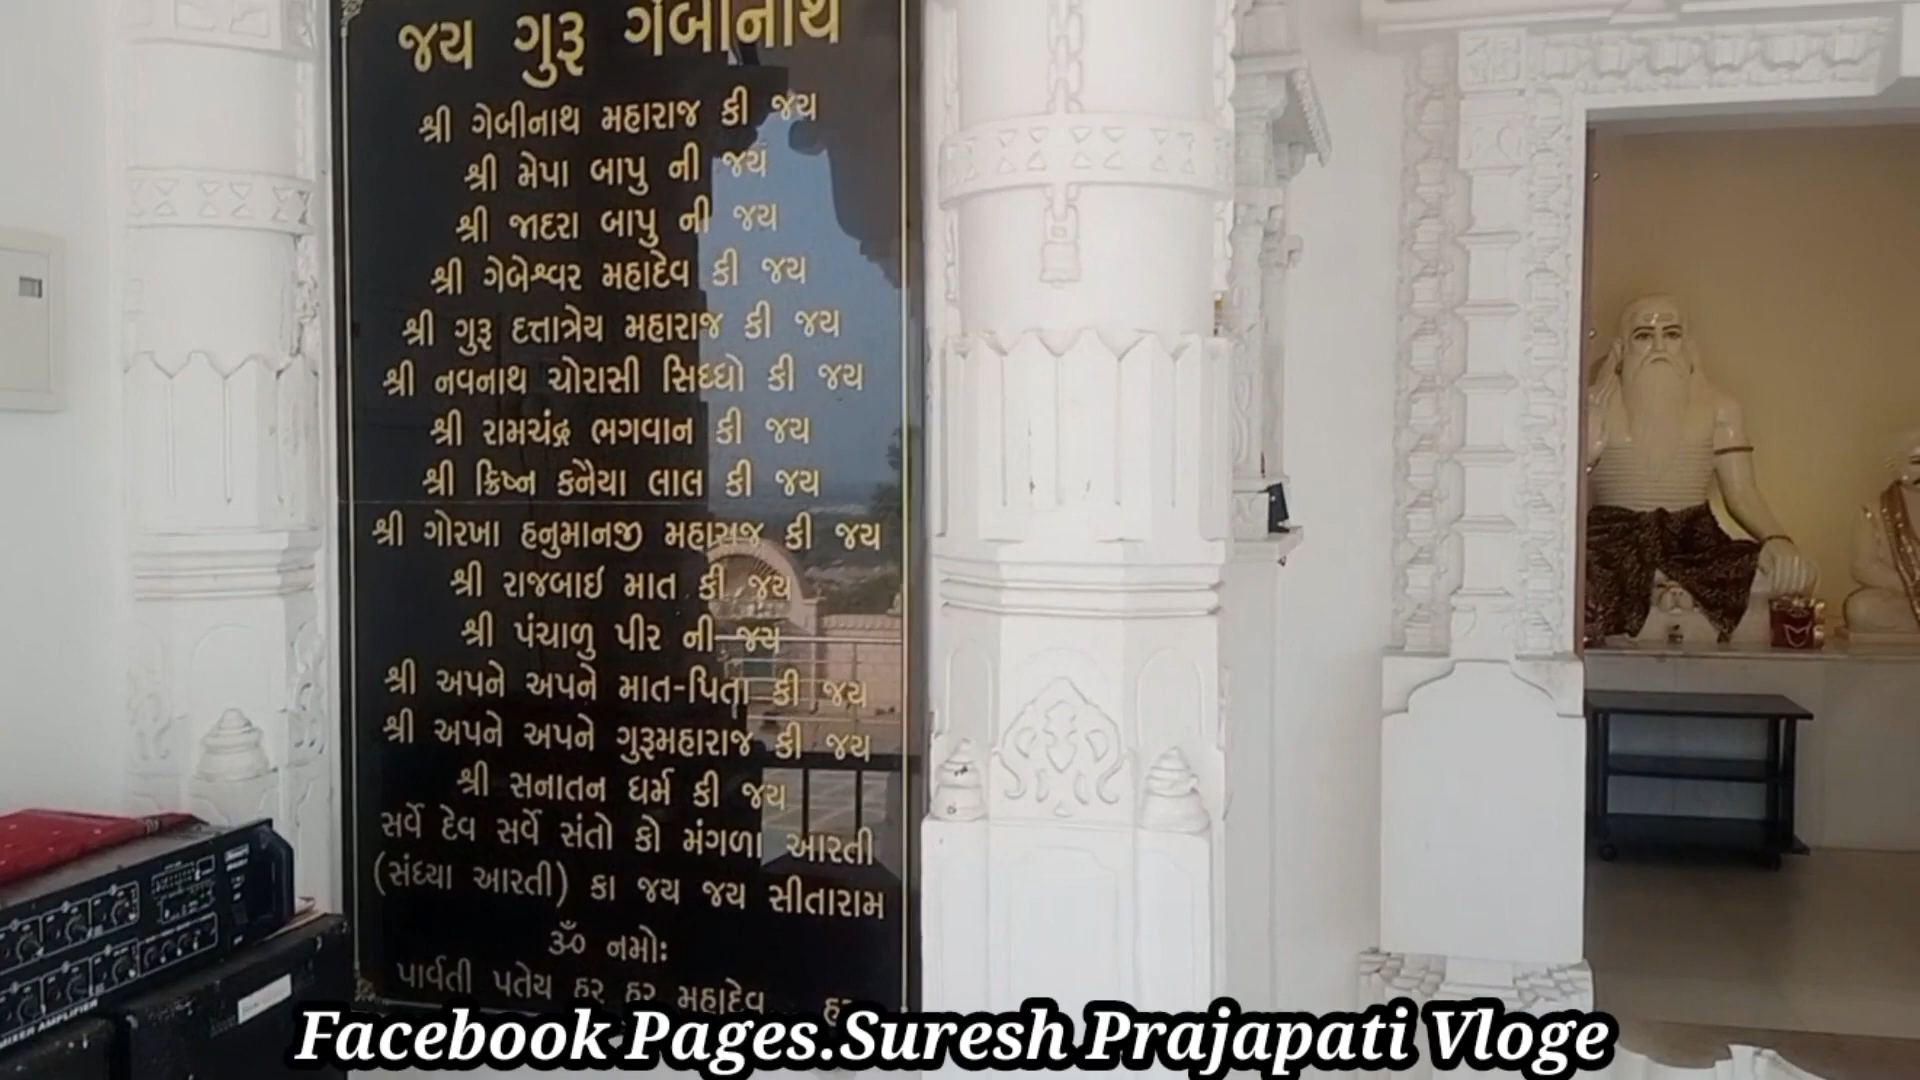 જય ગુરૂ ગેબીનાથ
શ્રી ગેબીનાથ મહારાજ કી જય
શ્રી મેપા બાપુ ની જય
શ્રી જાદરા બાપુ ની જય
શ્રી ગેબેશ્વર મહાદેવ કી જય
શ્રી ગુરૂ દત્તાત્રેય મહારાજ કી જય
શ્રી નવનાથ ચોરાસી સિધ્ધો કી જય
શ્રી રામચંદ્ર ભગવાન કી જય
શ્રી ક્રિષ્ન કનૈયા લાલ કી જય
શ્રી ગોરખા હનુમાનજી મહારાજ કી જય
શ્રી રાજબાઈ માત કી જય
શ્રી પંચાળુ પીર ની જય
શ્રી અપને અપને માત-પિતા કી જય
શ્રી અપને અપને ગુરૂમહારાજ કી જય
શ્રી સનાતન ધર્મ કી જય
સર્વે દેવ સર્વે સંતો કો મંગળા આરતી
(સંધ્યા આરતી) કા જય જય સીતારામ
ૐ નમોઃ
પાર્વતી પતેય હર હર મહાદેવ
MIXER AMPLIFIER
Facebook Pages.Suresh Prajapati Vloge